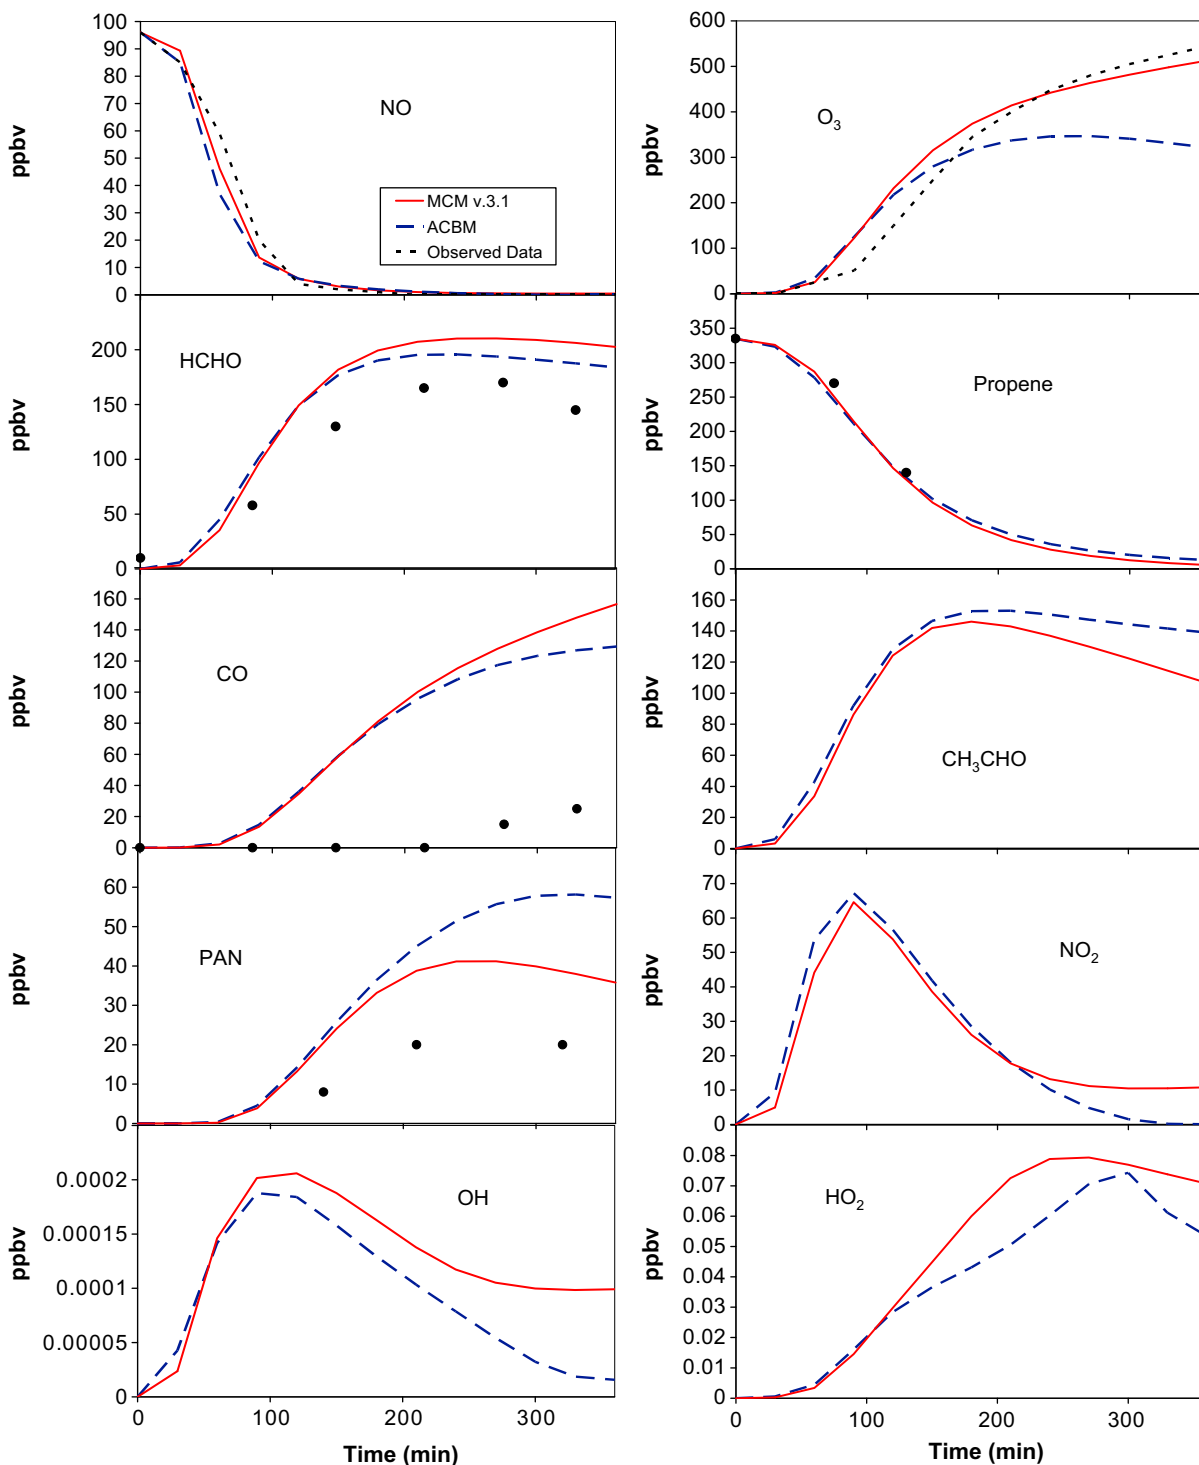 100
90
80
70
60
50
40
30
20
10
0
ppbv
NO
MCM v.3.1
ACBM
Observed Data
600
500
400
300
200
100
0
ppbv
O₃
200
150
100
50
0
ppbv
HCHO
350
300
250
200
150
100
50
0
ppbv
Propene
160
140
120
100
80
60
40
20
0
ppbv
CO
160
140
120
100
80
60
40
20
0
ppbv
CH₃CHO
60
50
40
30
20
10
0
ppbv
PAN
70
60
50
40
30
20
10
0
ppbv
NO₂
0.0002
0.00015
0.0001
0.00005
0
ppbv
OH
0 100 200 300
Time (min)
0.08
0.07
0.06
0.05
0.04
0.03
0.02
0.01
0
ppbv
HO₂
0 100 200 300
Time (min)